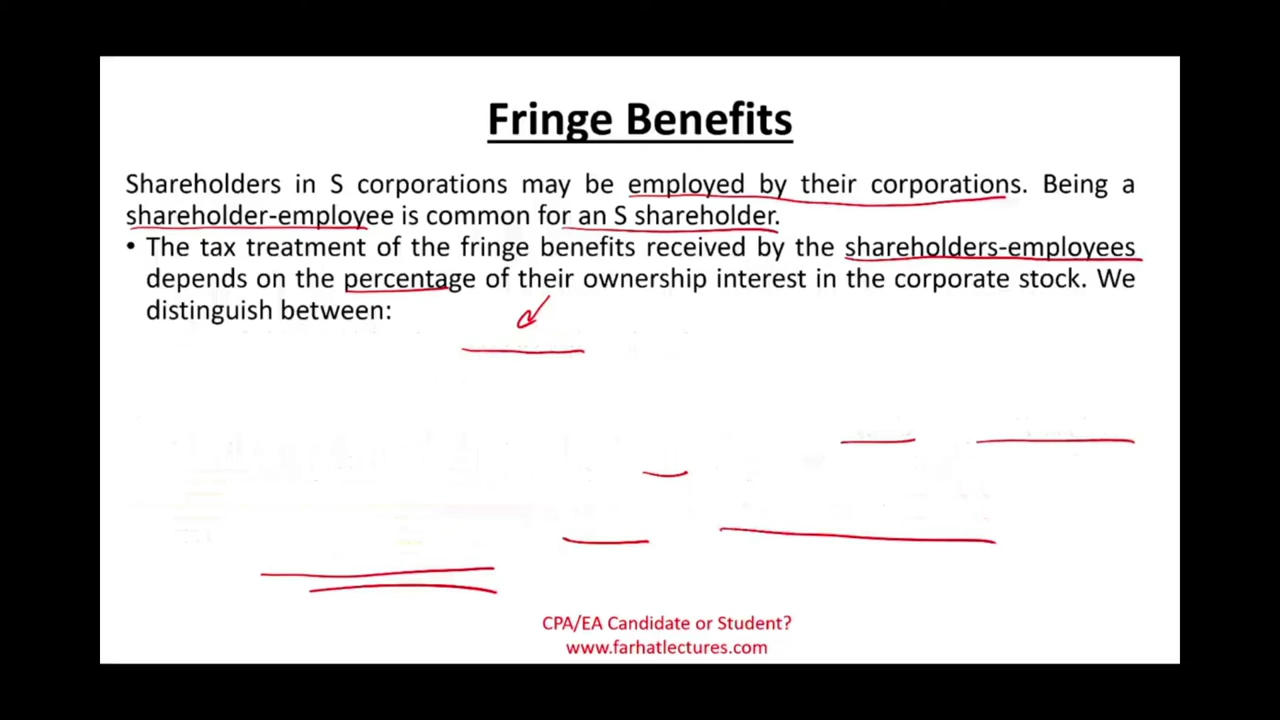 Fringe Benefits
Shareholders in S corporations may be employed by their corporations. Being a
shareholder-employee is common for an S shareholder.
• The tax treatment of the fringe benefits received by the shareholders-employees
depends on the percentage of their ownership interest in the corporate stock. We
distinguish between:
CPA/EA Candidate or Student?
www.farhatlectures.com